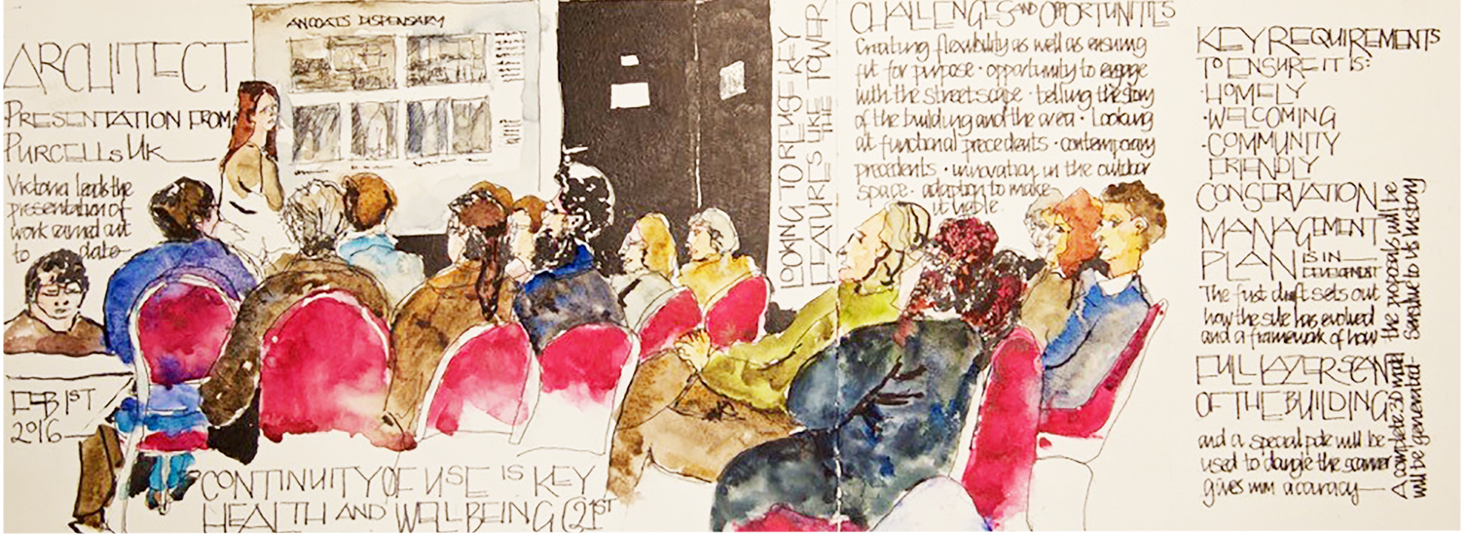 ARCHITECT
PRESENTATION FROM
PURCELLS UK
Victoria leads the
presentation of
work carried out
to date
FEB 1ST
2016
ANCOATS DISPENSARY
CONTINUITY OF USE IS KEY
HEALTH AND WELLBEING (21ST
LOOKING TO REUSE KEY
FEATURES LIKE THE TOWER
CHALLENGES AND OPPORTUNITIES
Creating flexibility as well as ensuring
fit for purpose · opportunity to engage
with the streetscape · telling the story
of the building and the area · Looking
at functional precedents · contemporary
precedents · innovation in the outdoor
space · adaption to make
it viable.
KEY REQUIREMENTS
TO ENSURE IT IS:
·HOMELY
·WELCOMING
·COMMUNITY
FRIENDLY
CONSERVATION
MANAGEMENT
PLAN IS IN
DEVELOPMENT
The first draft sets out
how the site has evolved
and a framework of how
the proposals will be
sensitive to its history
FULL LAZER SCAN
OF THE BUILDING
and a special pole will be
used to dangle the scanner
gives mm accuracy
A complete 3D model
will be generated